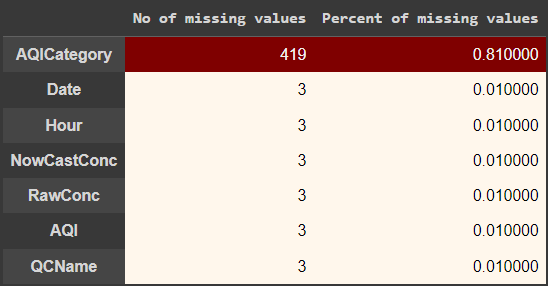 No of missing values Percent of missing values
AQICategory 419 0.810000
Date 3 0.010000
Hour 3 0.010000
NowCastConc 3 0.010000
RawConc 3 0.010000
AQI 3 0.010000
QCName 3 0.010000